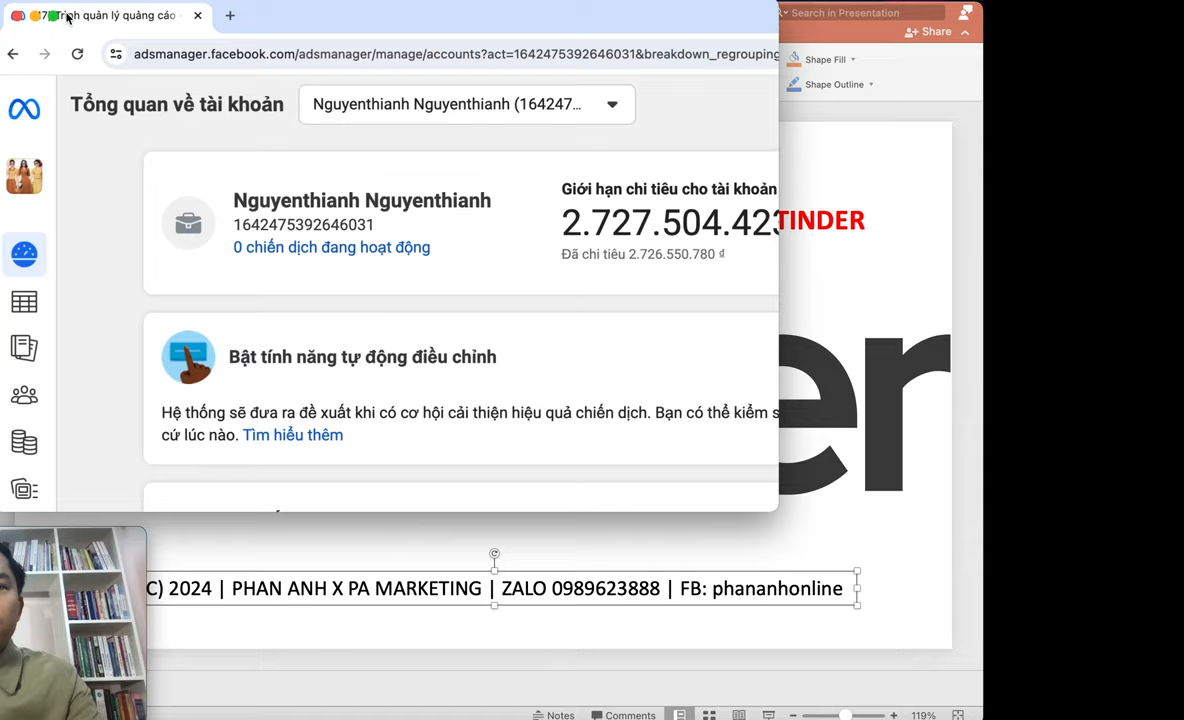 Trình quản lý quảng cáo
adsmanager.facebook.com/adsmanager/manage/accounts?act=1642475392646031&breakdown_regrouping
Search in Presentation
Share
Shape Fill
Shape Outline
Tổng quan về tài khoản
Nguyenthianh Nguyenthianh (164247...
Nguyenthianh Nguyenthianh
1642475392646031
0 chiến dịch đang hoạt động
Giới hạn chi tiêu cho tài khoản
2.727.504.423
Đã chi tiêu 2.726.550.780 ₫
TINDER
Bật tính năng tự động điều chỉnh
Hệ thống sẽ đưa ra đề xuất khi có cơ hội cải thiện hiệu quả chiến dịch. Bạn có thể kiểm s
cứ lúc nào. Tìm hiểu thêm
er
C) 2024 | PHAN ANH X PA MARKETING | ZALO 0989623888 | FB: phananhonline
Notes
Comments
119%